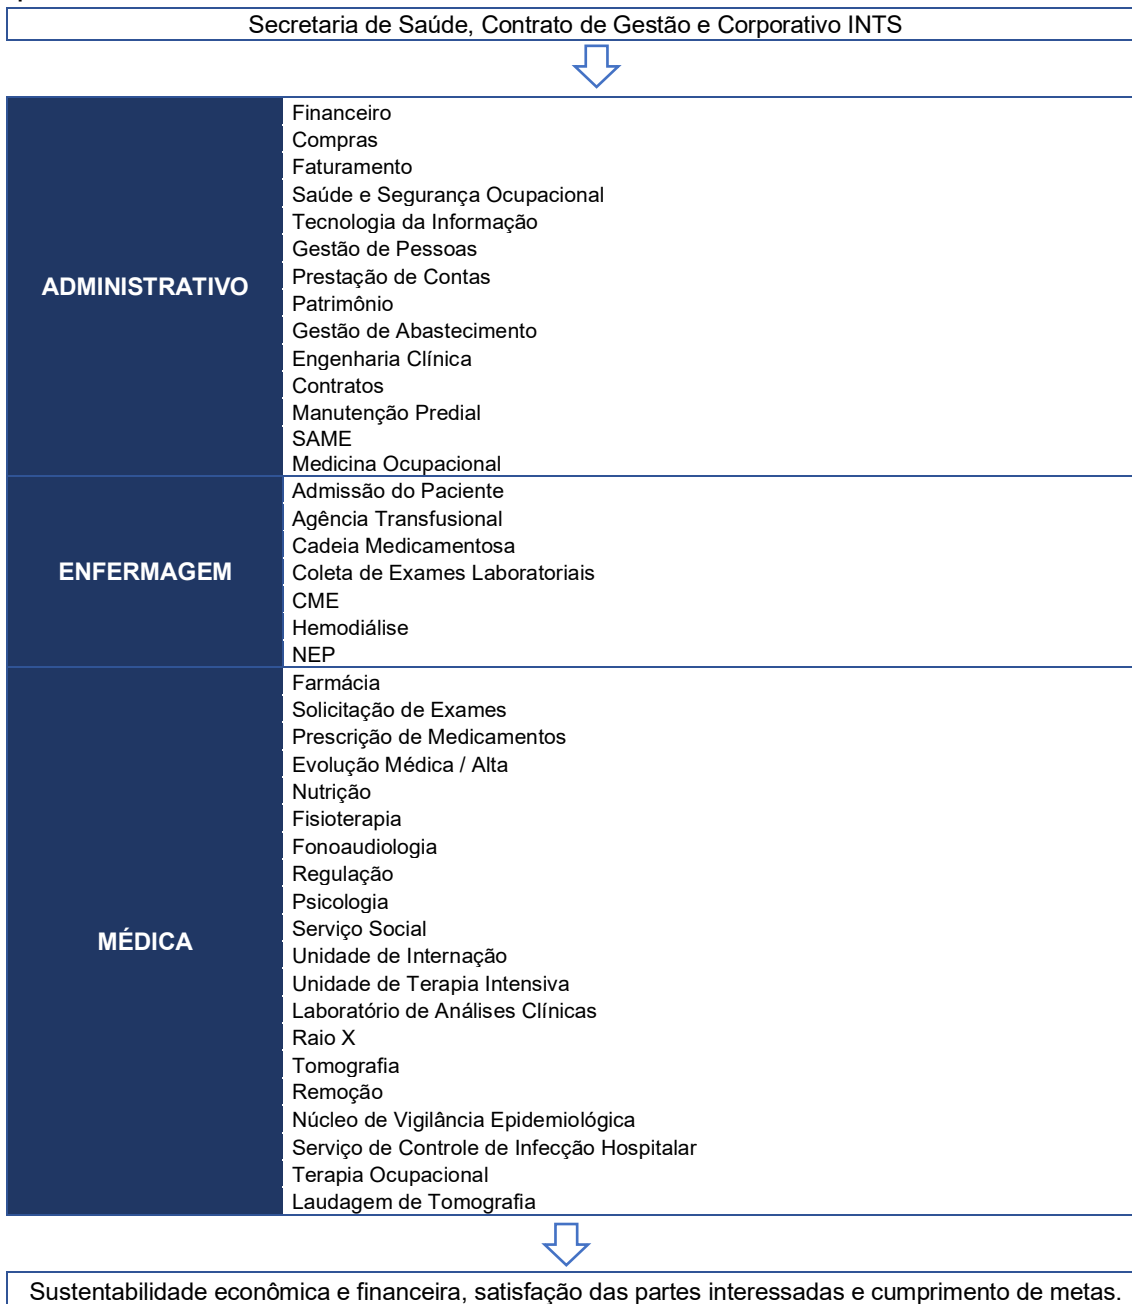 Secretaria de Saúde, Contrato de Gestão e Corporativo INTS
ADMINISTRATIVO
Financeiro
Compras
Faturamento
Saúde e Segurança Ocupacional
Tecnologia da Informação
Gestão de Pessoas
Prestação de Contas
Patrimônio
Gestão de Abastecimento
Engenharia Clínica
Contratos
Manutenção Predial
SAME
Medicina Ocupacional
ENFERMAGEM
Admissão do Paciente
Agência Transfusional
Cadeia Medicamentosa
Coleta de Exames Laboratoriais
CME
Hemodiálise
NEP
MÉDICA
Farmácia
Solicitação de Exames
Prescrição de Medicamentos
Evolução Médica / Alta
Nutrição
Fisioterapia
Fonoaudiologia
Regulação
Psicologia
Serviço Social
Unidade de Internação
Unidade de Terapia Intensiva
Laboratório de Análises Clínicas
Raio X
Tomografia
Remoção
Núcleo de Vigilância Epidemiológica
Serviço de Controle de Infecção Hospitalar
Terapia Ocupacional
Laudagem de Tomografia
Sustentabilidade econômica e financeira, satisfação das partes interessadas e cumprimento de metas.